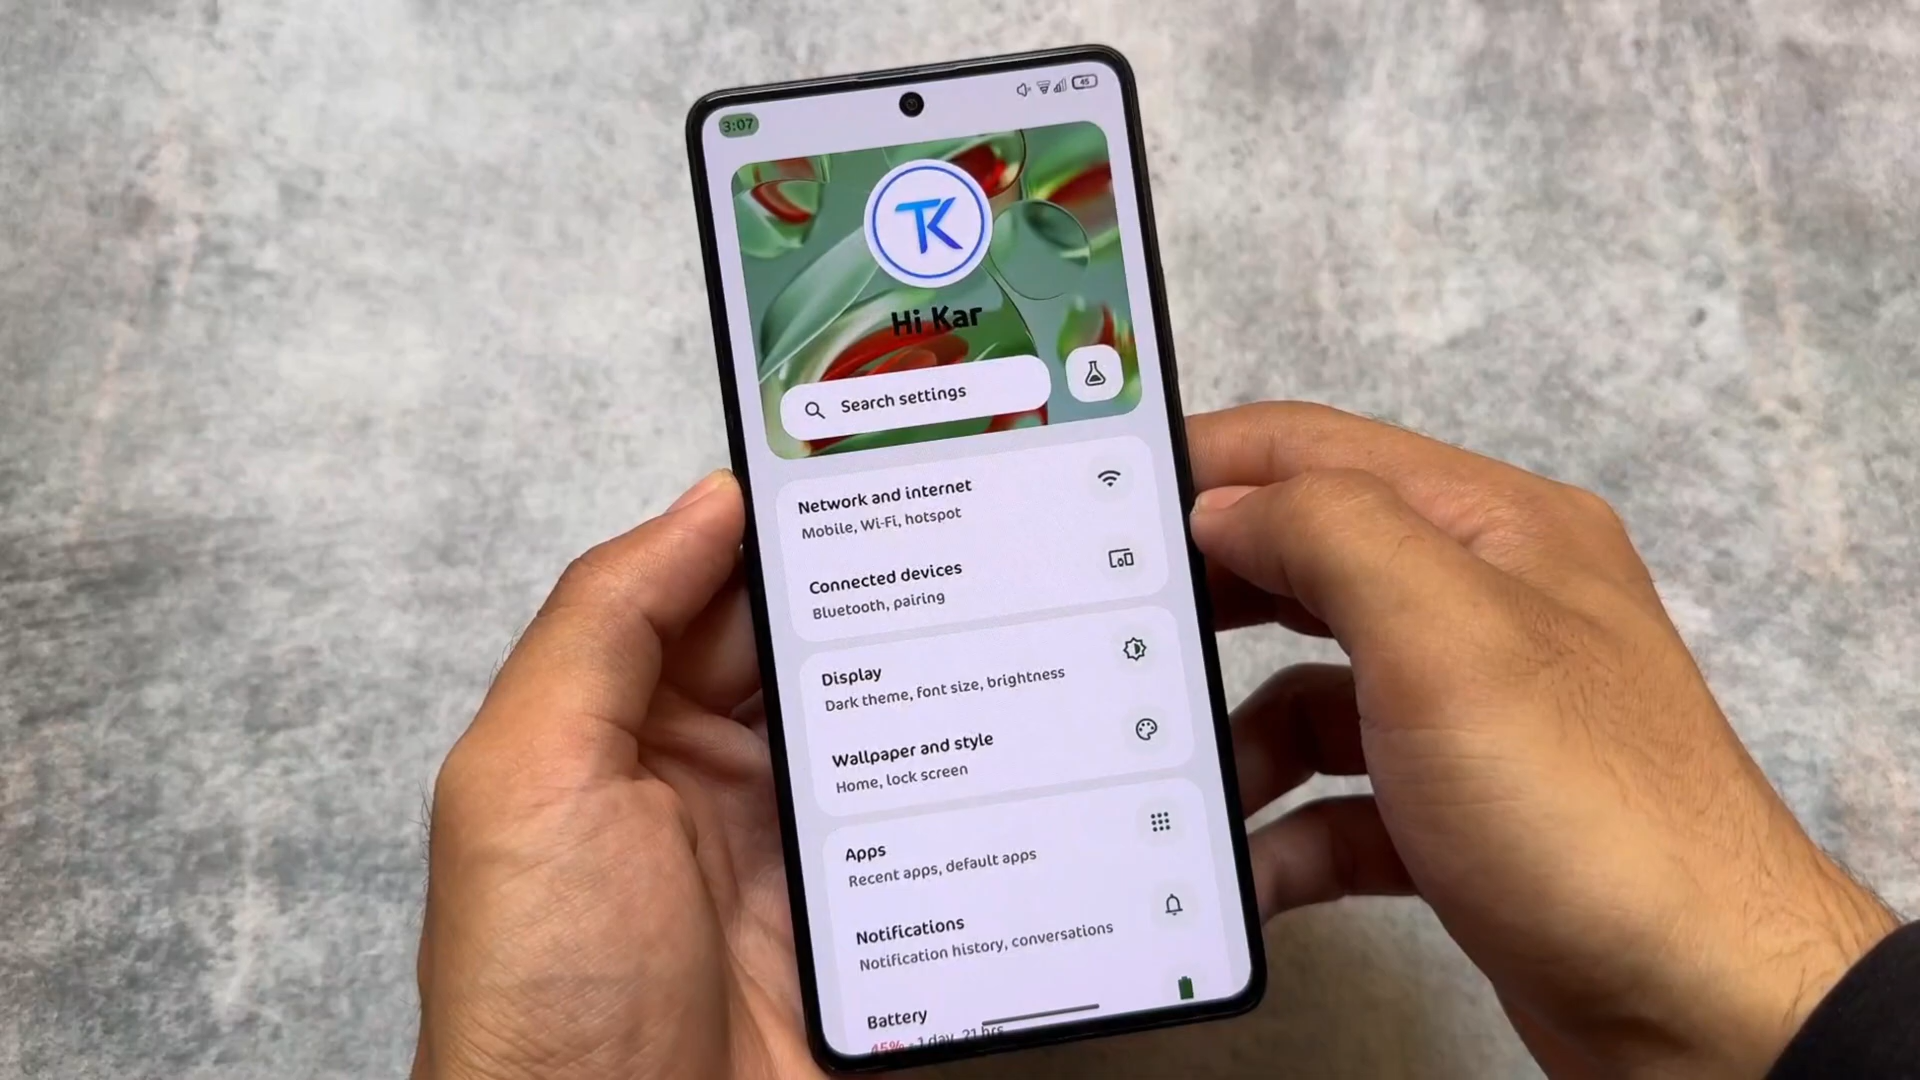 3:07
45
TK
Hi Kar
Search settings
Network and internet
Mobile, Wi-Fi, hotspot
Connected devices
Bluetooth, pairing
Display
Dark theme, font size, brightness
Wallpaper and style
Home, lock screen
Apps
Recent apps, default apps
Notifications
Notification history, conversations
Battery
45% - 1 day, 21 hrs